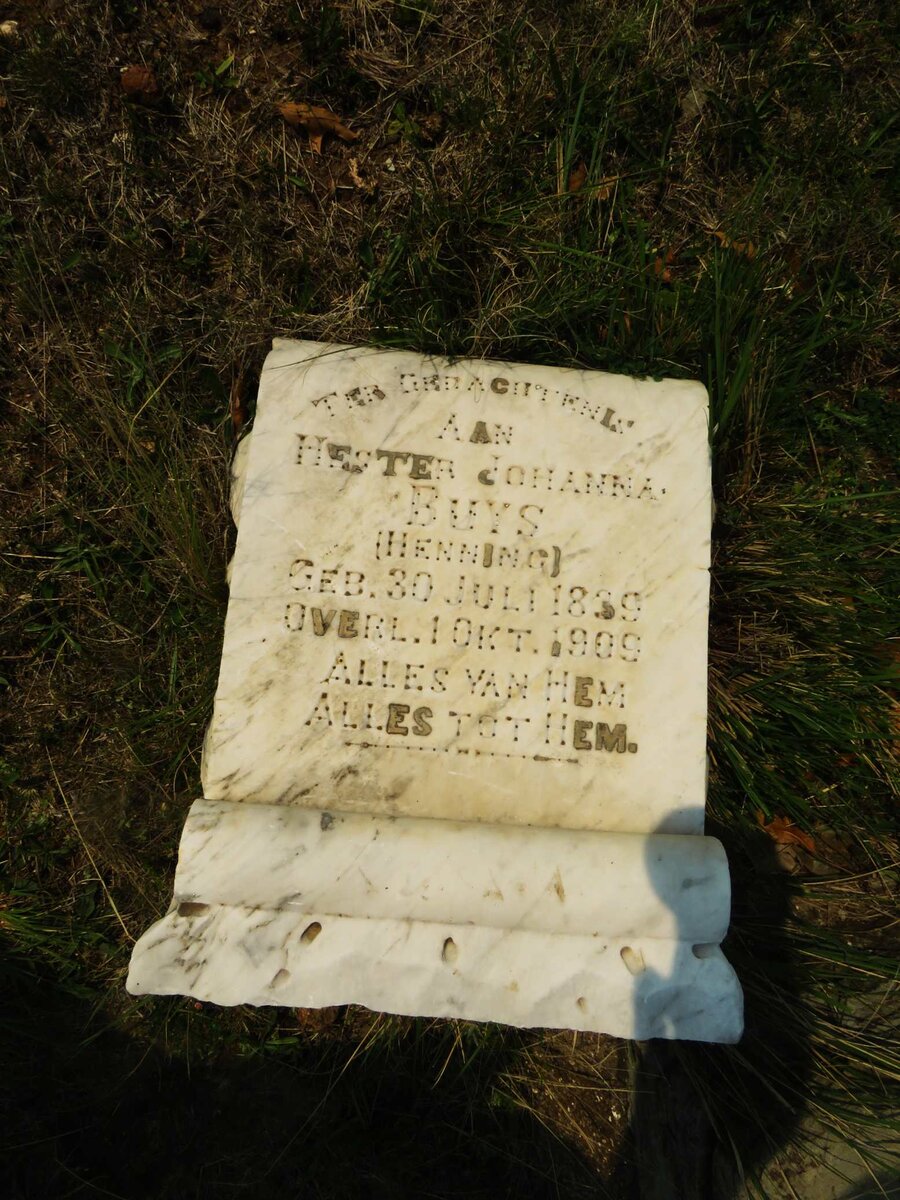 TER GEDACHTENIS
AAN
HESTER JOHANNA.
BUYS
(HENNING)
GEB. 30 JULI 1839
OVERL. 1 OKT. 1909
ALLES VAN HEM
ALLES TOT HEM.